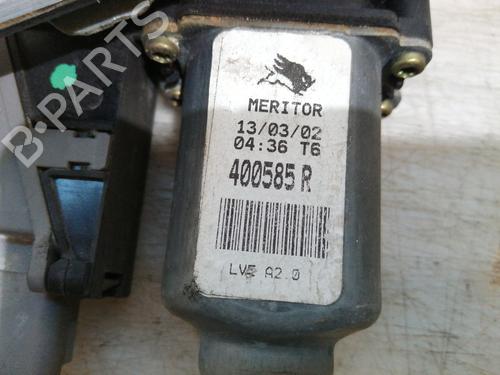 MERITOR
13/03/02
04:36 T6
400585 R
LVE A2.0
B-PARTS